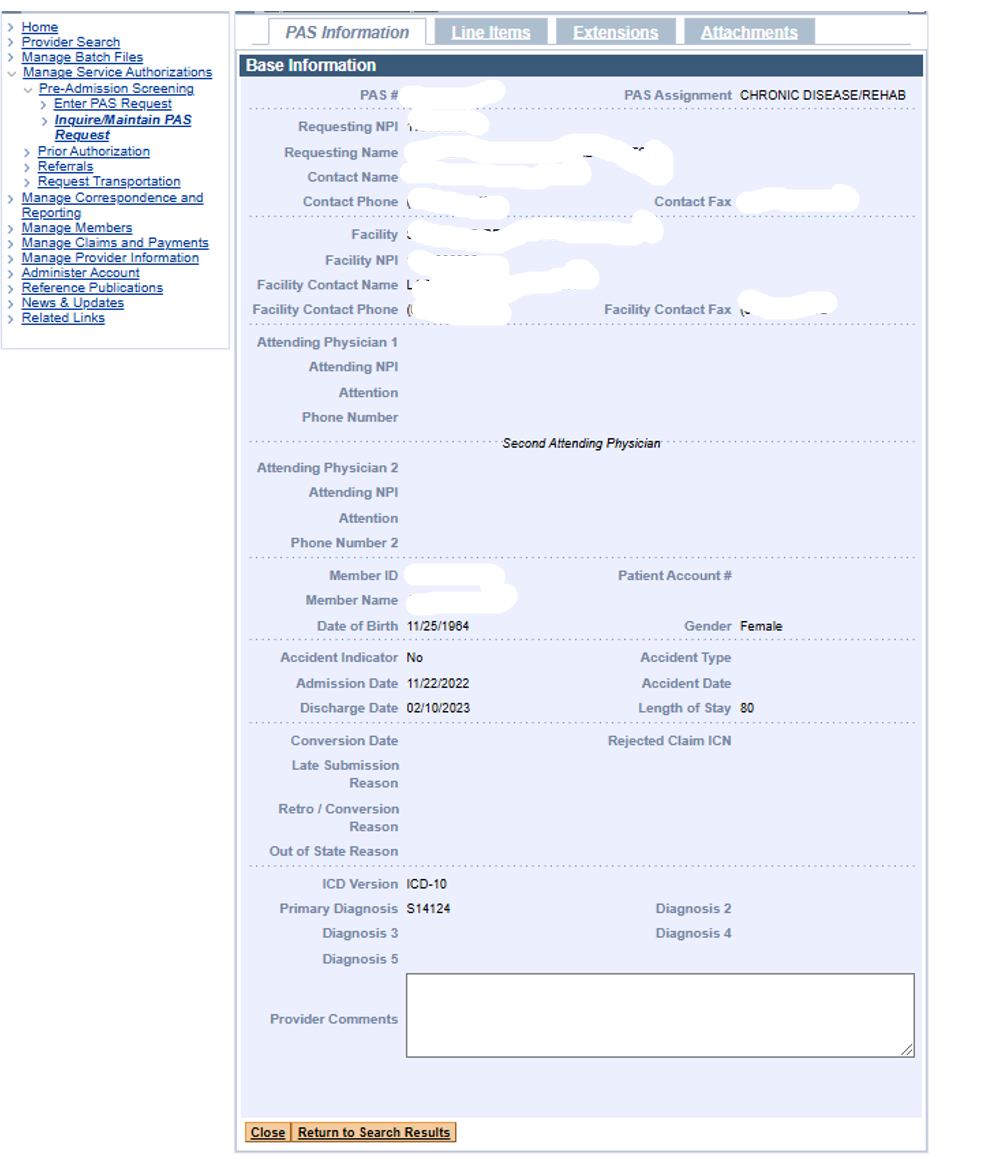 Home
Provider Search
Manage Batch Files
Manage Service Authorizations
Pre-Admission Screening
Enter PAS Request
Inquire/Maintain PAS
Request
Prior Authorization
Referrals
Request Transportation
Manage Correspondence and
Reporting
Manage Members
Manage Claims and Payments
Manage Provider Information
Administer Account
Reference Publications
News & Updates
Related Links
PAS Information Line Items Extensions Attachments
Base Information
PAS # PAS Assignment CHRONIC DISEASE/REHAB
Requesting NPI
Requesting Name
Contact Name
Contact Phone Contact Fax
Facility
Facility NPI
Facility Contact Name
Facility Contact Phone Facility Contact Fax
Attending Physician 1
Attending NPI
Attention
Phone Number
Second Attending Physician
Attending Physician 2
Attending NPI
Attention
Phone Number 2
Member ID Patient Account #
Member Name
Date of Birth 11/25/1964 Gender Female
Accident Indicator No Accident Type
Admission Date 11/22/2022 Accident Date
Discharge Date 02/10/2023 Length of Stay 80
Conversion Date Rejected Claim ICN
Late Submission
Reason
Retro / Conversion
Reason
Out of State Reason
ICD Version ICD-10
Primary Diagnosis S14124 Diagnosis 2
Diagnosis 3 Diagnosis 4
Diagnosis 5
Provider Comments
Close Return to Search Results